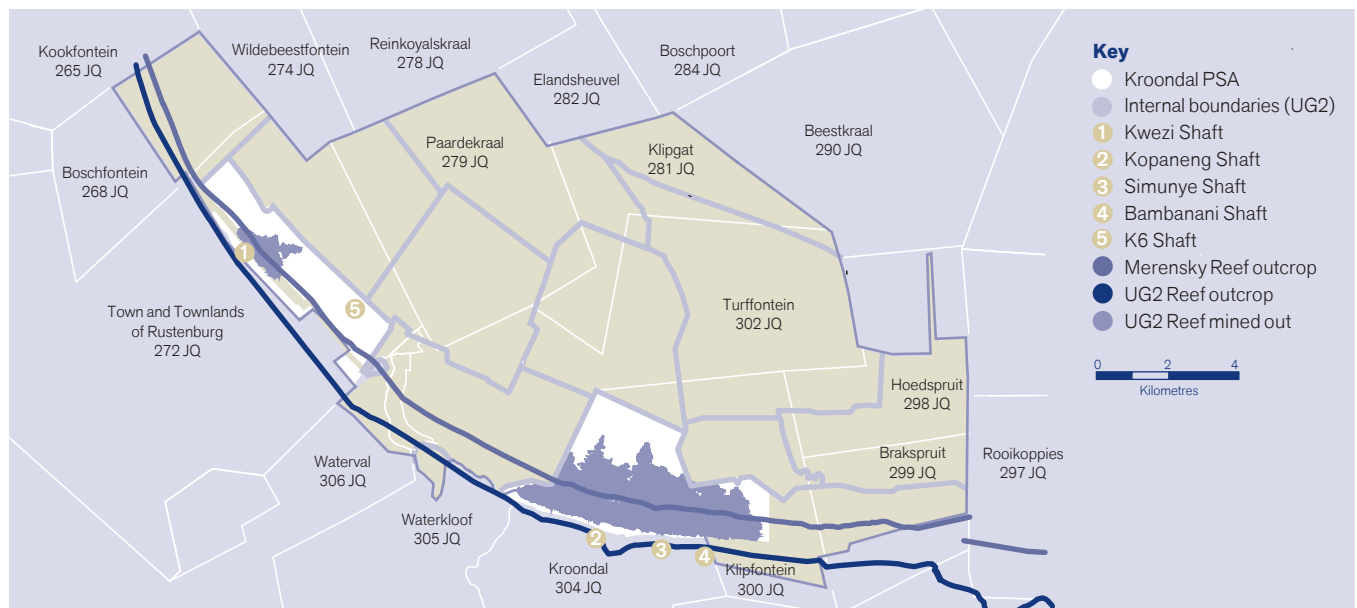 Kookfontein
265 JQ
Wildebeestfontein
274 JQ
Reinkoyalskraal
278 JQ
Elandsheuvel
282 JQ
Boschpoort
284 JQ
Beestkraal
290 JQ
Paardekraal
279 JQ
Klipgat
281 JQ
Boschfontein
268 JQ
1
5
Town and Townlands
of Rustenburg
272 JQ
Turffontein
302 JQ
Hoedspruit
298 JQ
Brakspruit
299 JQ
Rooikoppies
297 JQ
Waterval
306 JQ
Waterkloof
305 JQ
2
3
4
Kroondal
304 JQ
Klipfontein
300 JQ
Key
Kroondal PSA
Internal boundaries (UG2)
1 Kwezi Shaft
2 Kopaneng Shaft
3 Simunye Shaft
4 Bambanani Shaft
5 K6 Shaft
Merensky Reef outcrop
UG2 Reef outcrop
UG2 Reef mined out
0 2 4
Kilometres